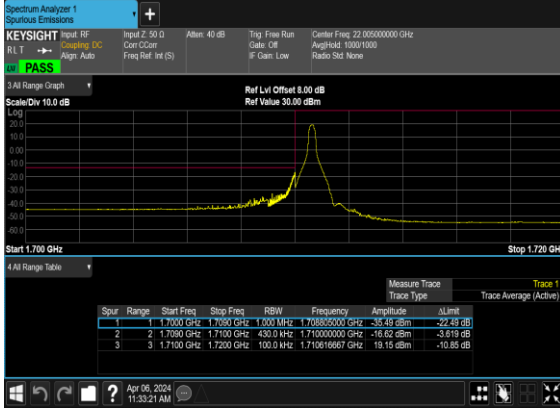 Spectrum Analyzer 1
Spurious Emissions
+
KEYSIGHT Input: RF Input Z: 50 Ω Atten: 40 dB Trig: Free Run Center Freq: 22.005000000 GHz
RLT Coupling: DC Corr CCorr Gate: Off Avg|Hold: 1000/1000
Align: Auto Freq Ref: Int (S) IF Gain: Low Radio Std: None
LXI PASS
3 All Range Graph Ref Lvl Offset 8.00 dB
Scale/Div 10.0 dB Ref Value 30.00 dBm
Log
20.0
10.0
0.00
-10.0
-20.0
-30.0
-40.0
-50.0
-60.0
Start 1.700 GHz Stop 1.720 GH
4 All Range Table
Measure Trace Trace 1
Trace Type Trace Average (Active)
Spur Range Start Freq Stop Freq RBW Frequency Amplitude ΔLimit
1 1 1.7000 GHz 1.7090 GHz 1.000 MHz 1.708805000 GHz -35.49 dBm -22.49 dB
2 2 1.7090 GHz 1.7100 GHz 430.0 kHz 1.710000000 GHz -16.62 dBm -3.619 dB
3 3 1.7100 GHz 1.7200 GHz 100.0 kHz 1.710616667 GHz 19.15 dBm -10.85 dB
? Apr 06, 2024
11:33:21 AM